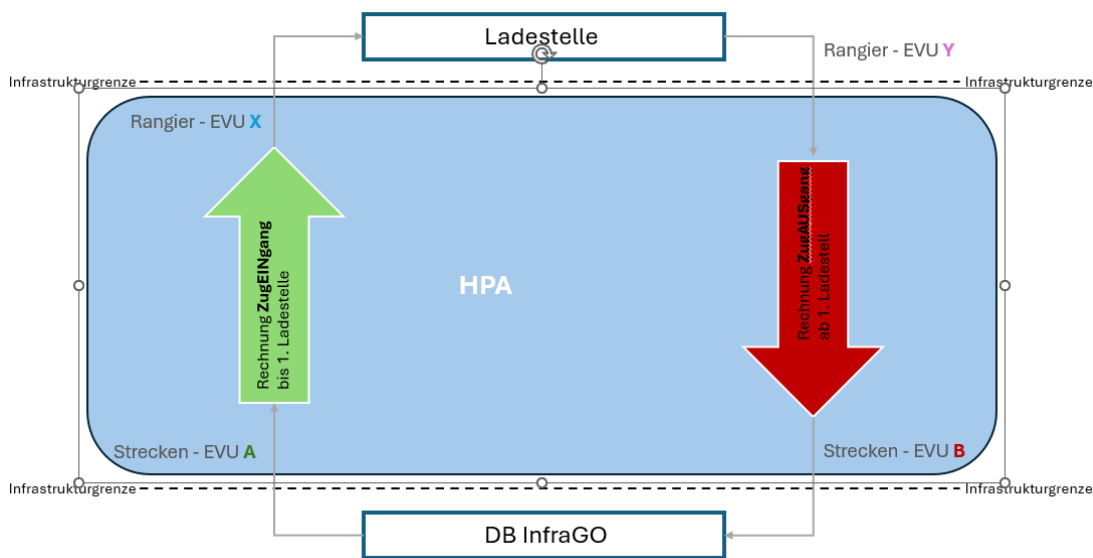 Ladestelle
Rangier - EVU Y
Infrastrukturgrenze
Infrastrukturgrenze
Rangier - EVU X
Rechnung ZugEINgang
bis 1. Ladestelle
HPA
Rechnung ZugAUSgang
ab 1. Ladestell
Strecken - EVU A
Strecken - EVU B
Infrastrukturgrenze
Infrastrukturgrenze
DB InfraGO